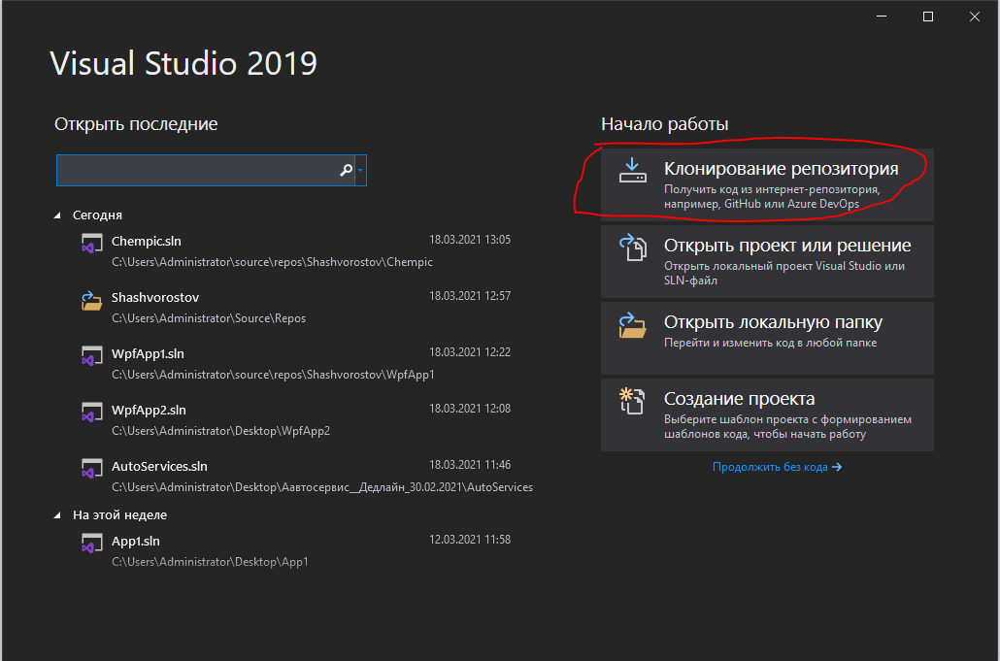 Visual Studio 2019
Открыть последние
Сегодня
Chempic.sln 18.03.2021 13:05
C:\Users\Administrator\source\repos\Shashvorostov\Chempic
Shashvorostov 18.03.2021 12:57
C:\Users\Administrator\Source\Repos
WpfApp1.sln 18.03.2021 12:22
C:\Users\Administrator\source\repos\Shashvorostov\WpfApp1
WpfApp2.sln 18.03.2021 12:08
C:\Users\Administrator\Desktop\WpfApp2
AutoServices.sln 18.03.2021 11:46
C:\Users\Administrator\Desktop\Аавтосервис__Дедлайн_30.02.2021\AutoServices
На этой неделе
App1.sln 12.03.2021 11:58
C:\Users\Administrator\Desktop\App1
Начало работы
Клонирование репозитория
Получить код из интернет-репозитория,
например, GitHub или Azure DevOps
Открыть проект или решение
Открыть локальный проект Visual Studio или
SLN-файл
Открыть локальную папку
Перейти и изменить код в любой папке
Создание проекта
Выберите шаблон проекта с формированием
шаблонов кода, чтобы начать работу
Продолжить без кода →